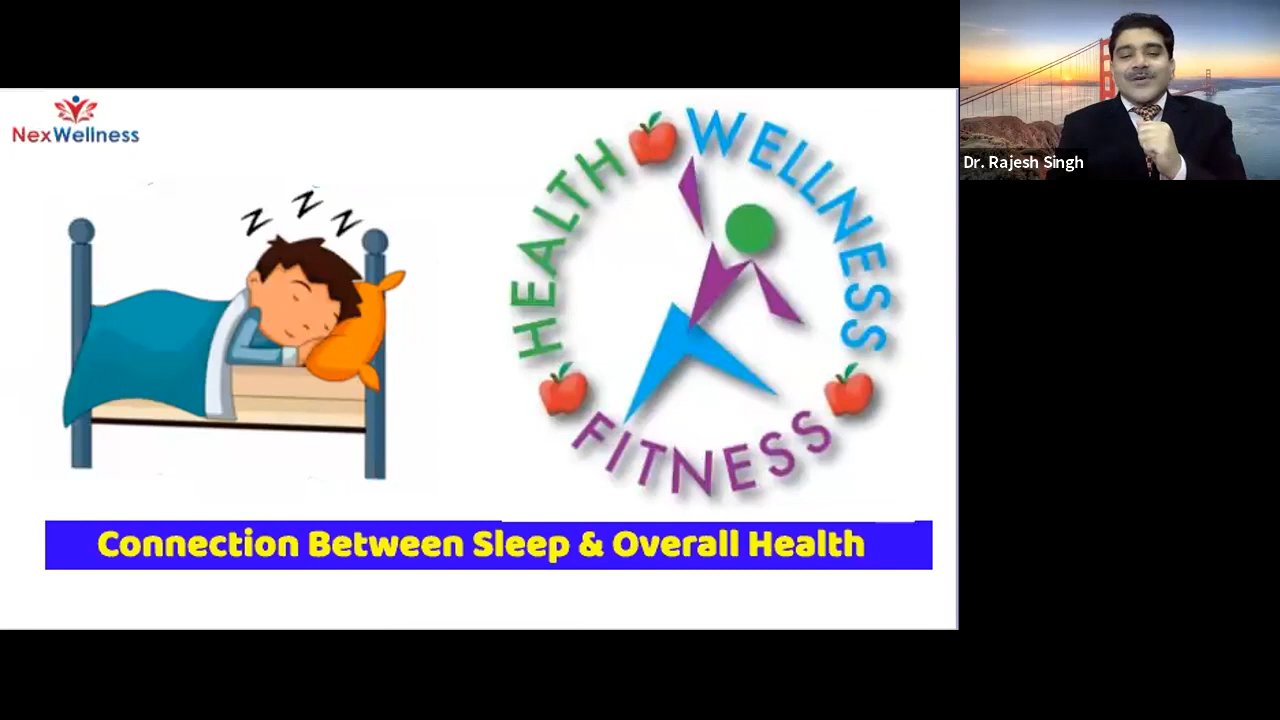 NexWellness
Dr. Rajesh Singh
z z z
HEALTH
WELLNESS
FITNESS
Connection Between Sleep & Overall Health